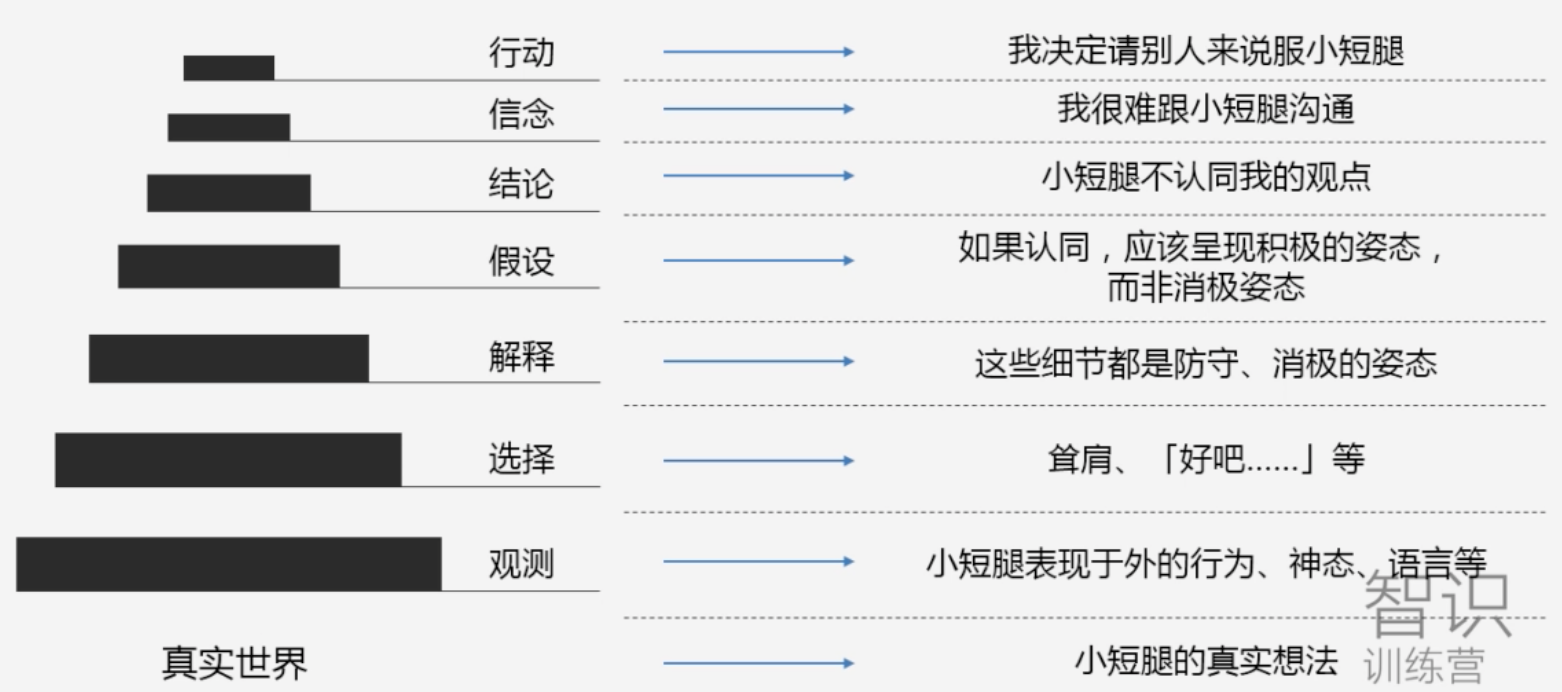 行动
我决定请别人来说服小短腿
信念
我很难跟小短腿沟通
结论
小短腿不认同我的观点
假设
如果认同，应该呈现积极的姿态，
而非消极姿态
解释
这些细节都是防守、消极的姿态
选择
耸肩、「好吧......」等
观测
小短腿表现于外的行为、神态、语言等
真实世界
小短腿的真实想法
智识
训练营